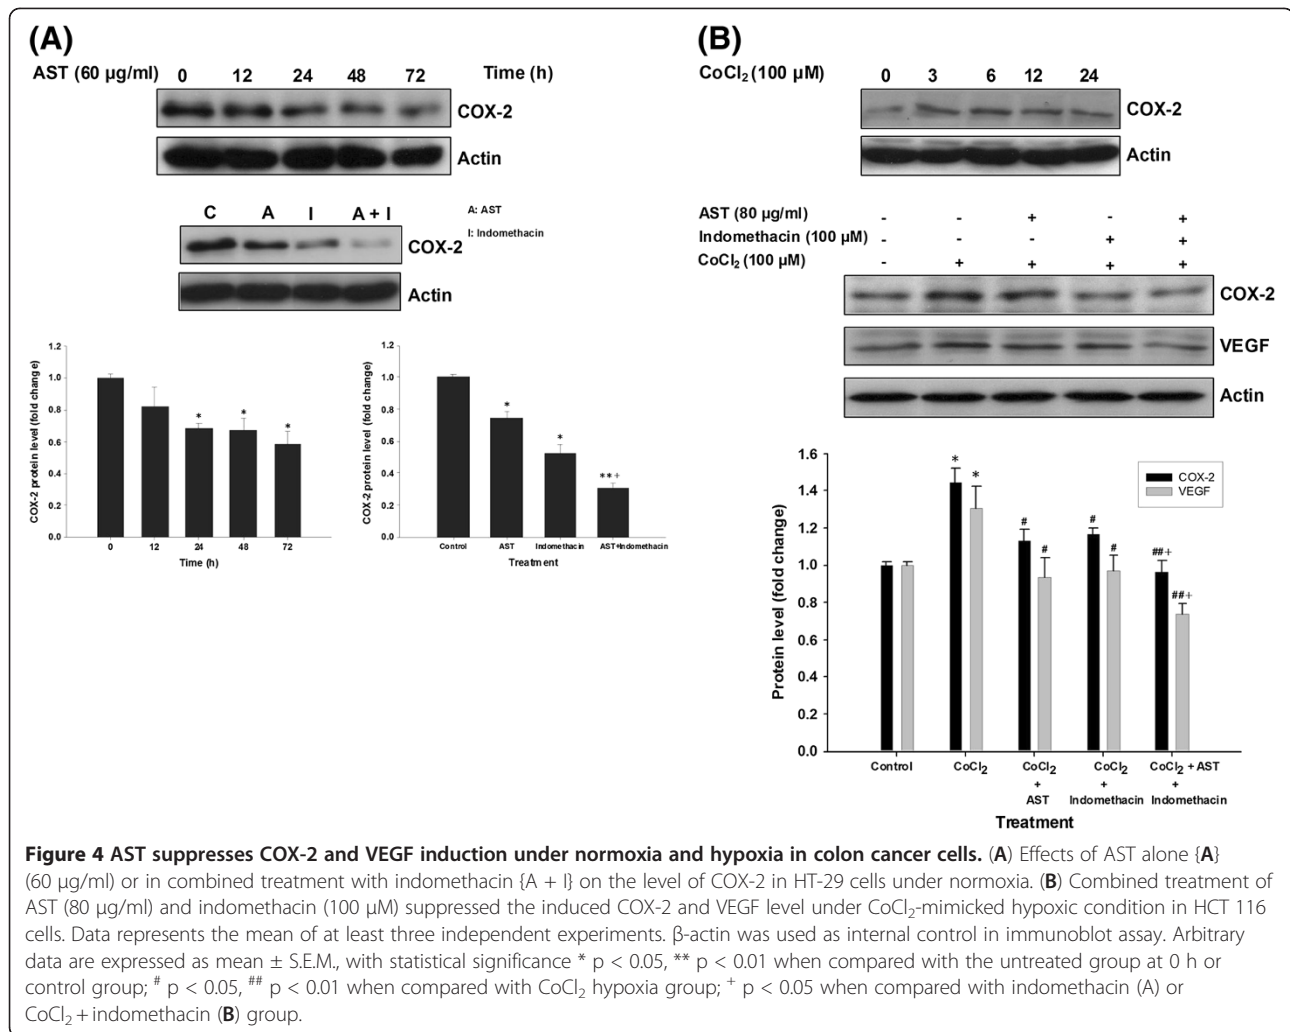 (A)
AST (60 µg/ml) 0 12 24 48 72 Time (h)
COX-2
Actin
C A I A + I
A: AST
I: Indomethacin
COX-2
Actin
COX-2 protein level (fold change)
1.2
1.0
0.8
0.6
0.4
0.2
0.0
*
*
*
0 12 24 48 72
Time (h)
COX-2 protein level (fold change)
1.2
1.0
0.8
0.6
0.4
0.2
0.0
*
*
**+
Control AST Indomethacin AST+Indomethacin
Treatment
(B)
CoCl₂ (100 µM) 0 3 6 12 24
COX-2
Actin
AST (80 µg/ml) - - + - +
Indomethacin (100 µM) - - - + +
CoCl₂ (100 µM) - + + + +
COX-2
VEGF
Actin
Protein level (fold change)
1.6
1.4
1.2
1.0
0.8
0.6
0.4
0.2
0.0
COX-2
VEGF
* *
# #
# #
##+ ##+
Control CoCl₂ CoCl₂ CoCl₂ CoCl₂ + AST
+ + +
AST Indomethacin Indomethacin
Treatment
Figure 4 AST suppresses COX-2 and VEGF induction under normoxia and hypoxia in colon cancer cells. (A) Effects of AST alone {A}
(60 µg/ml) or in combined treatment with indomethacin {A + I} on the level of COX-2 in HT-29 cells under normoxia. (B) Combined treatment of
AST (80 µg/ml) and indomethacin (100 µM) suppressed the induced COX-2 and VEGF level under CoCl₂-mimicked hypoxic condition in HCT 116
cells. Data represents the mean of at least three independent experiments. β-actin was used as internal control in immunoblot assay. Arbitrary
data are expressed as mean ± S.E.M., with statistical significance * p < 0.05, ** p < 0.01 when compared with the untreated group at 0 h or
control group; # p < 0.05, ## p < 0.01 when compared with CoCl₂ hypoxia group; + p < 0.05 when compared with indomethacin (A) or
CoCl₂ + indomethacin (B) group.